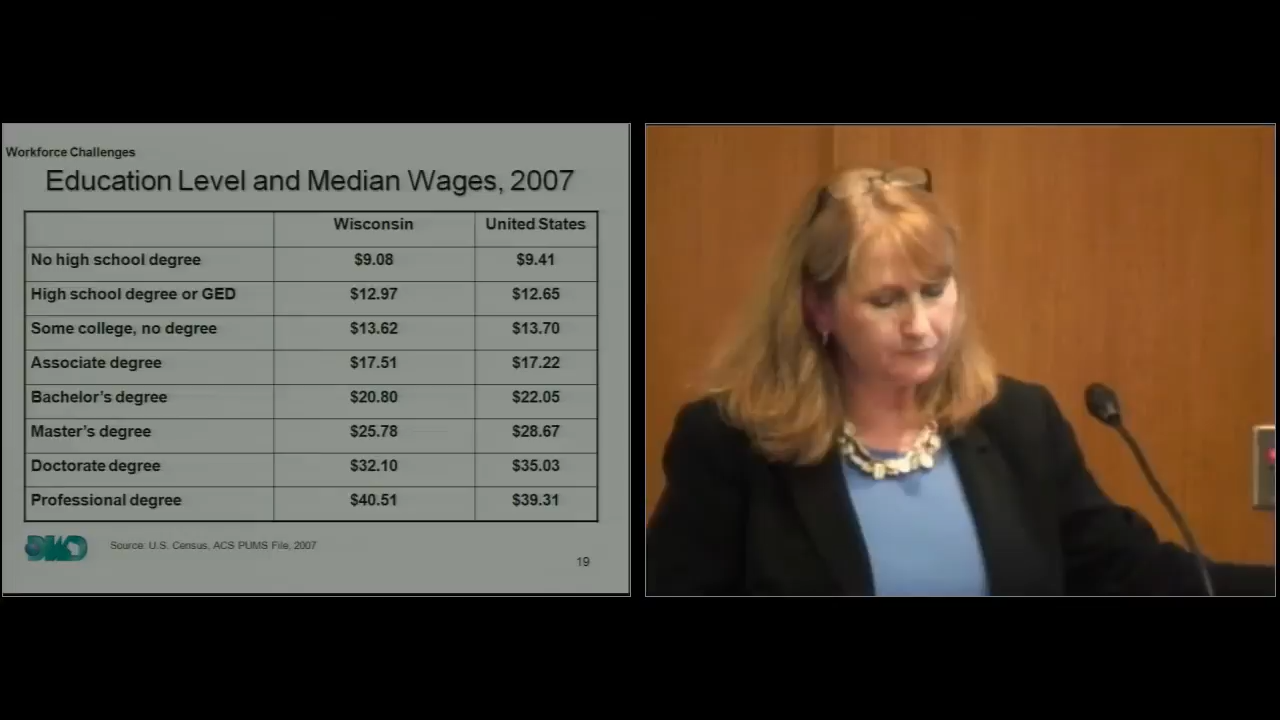 Workforce Challenges
Education Level and Median Wages, 2007
Wisconsin United States
No high school degree $9.08 $9.41
High school degree or GED $12.97 $12.65
Some college, no degree $13.62 $13.70
Associate degree $17.51 $17.22
Bachelor's degree $20.80 $22.05
Master's degree $25.78 $28.67
Doctorate degree $32.10 $35.03
Professional degree $40.51 $39.31
Source: U.S. Census, ACS PUMS File, 2007
19